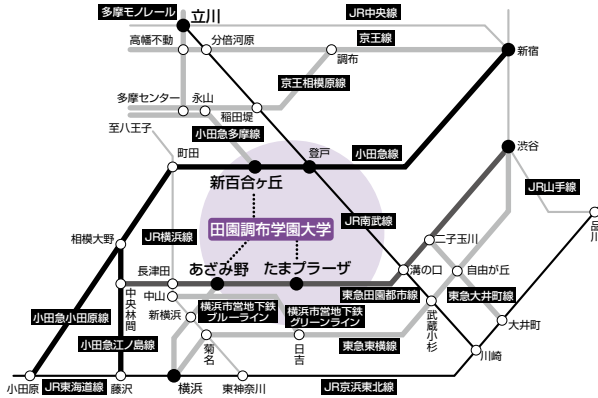 多摩モノレール
立川
JR中央線
高幡不動
分倍河原
京王線
新宿
調布
京王相模原線
多摩センター
永山
稲田堤
至八王子
小田急多摩線
町田
登戸
小田急線
渋谷
新百合ヶ丘
JR山手線
品川
田園調布学園大学
JR南武線
相模大野
JR横浜線
二子玉川
長津田
あざみ野
たまプラーザ
溝の口
自由が丘
中山
東急田園都市線
東急大井町線
小田急小田原線
中央林間
新横浜
横浜市営地下鉄
ブルーライン
横浜市営地下鉄
グリーンライン
武蔵小杉
大井町
小田急江ノ島線
菊名
日吉
東急東横線
川崎
小田原
JR東海道線
藤沢
横浜
東神奈川
JR京浜東北線